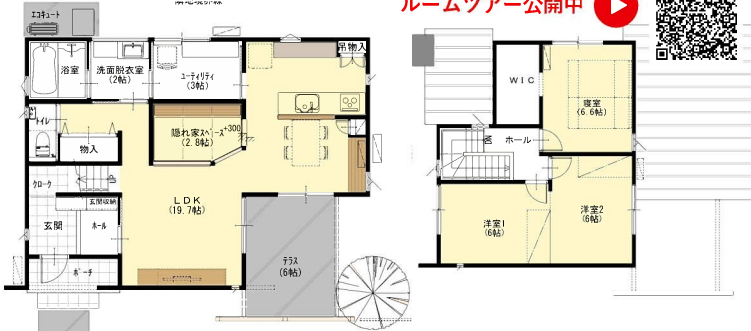 隣地境界線
ルームツアー公開中
エコキュート
浴室
洗面脱衣室
(2帖)
ユーティリティ
(3帖)
吊物入
トイレ
物入
隠れ家スペース+300
(2.8帖)
クローク
玄関収納
玄関
ホール
ポーチ
LDK
(19.7帖)
テラス
(6帖)
WIC
寝室
(6.6帖)
ホール
洋室1
(6帖)
洋室2
(6帖)